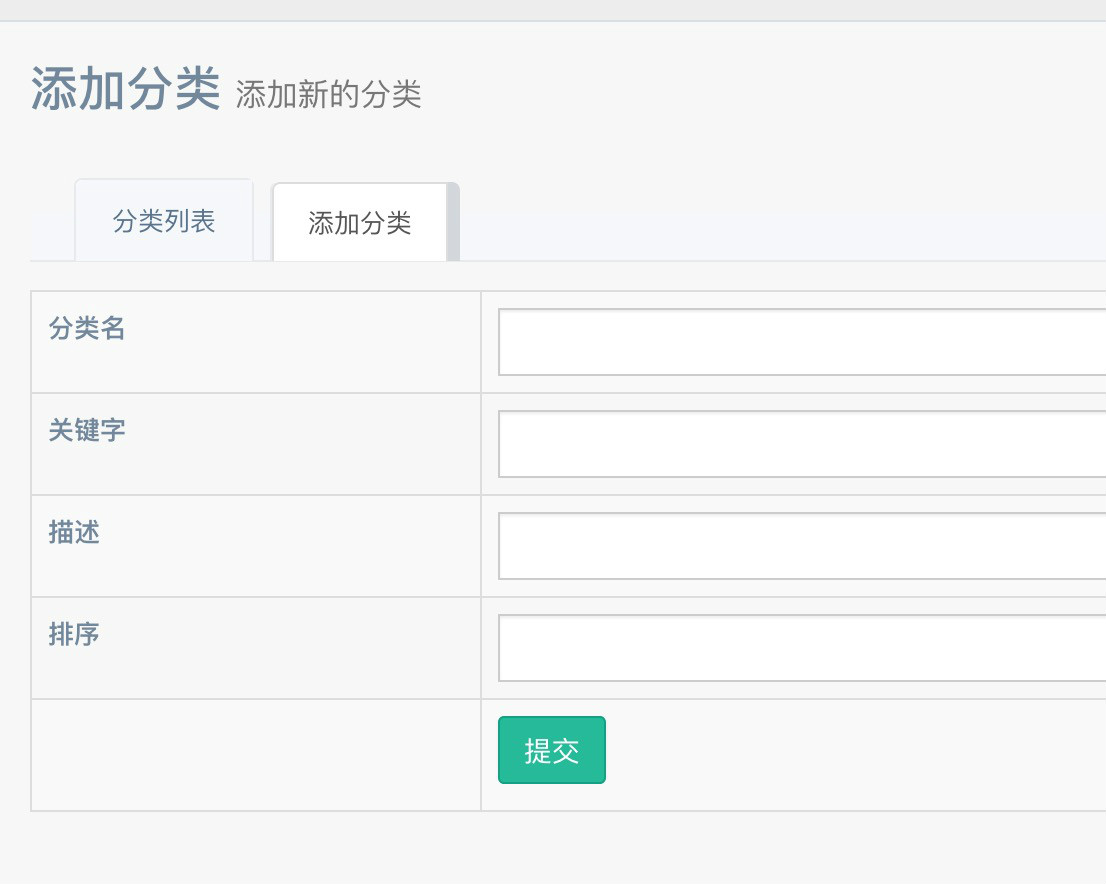 添加分类 添加新的分类
分类列表 添加分类
分类名
关键字
描述
排序
提交